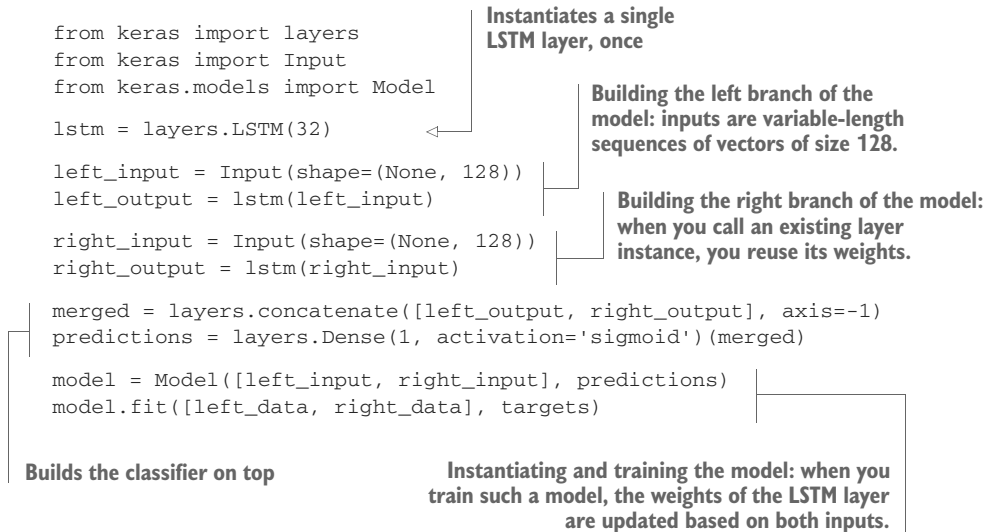 Instantiates a single
LSTM layer, once
from keras import layers
from keras import Input
from keras.models import Model
lstm = layers.LSTM(32)
Building the left branch of the
model: inputs are variable-length
sequences of vectors of size 128.
left_input = Input(shape=(None, 128))
left_output = lstm(left_input)
Building the right branch of the model:
when you call an existing layer
instance, you reuse its weights.
right_input = Input(shape=(None, 128))
right_output = lstm(right_input)
merged = layers.concatenate([left_output, right_output], axis=-1)
predictions = layers.Dense(1, activation='sigmoid')(merged)
model = Model([left_input, right_input], predictions)
model.fit([left_data, right_data], targets)
Builds the classifier on top
Instantiating and training the model: when you
train such a model, the weights of the LSTM layer
are updated based on both inputs.